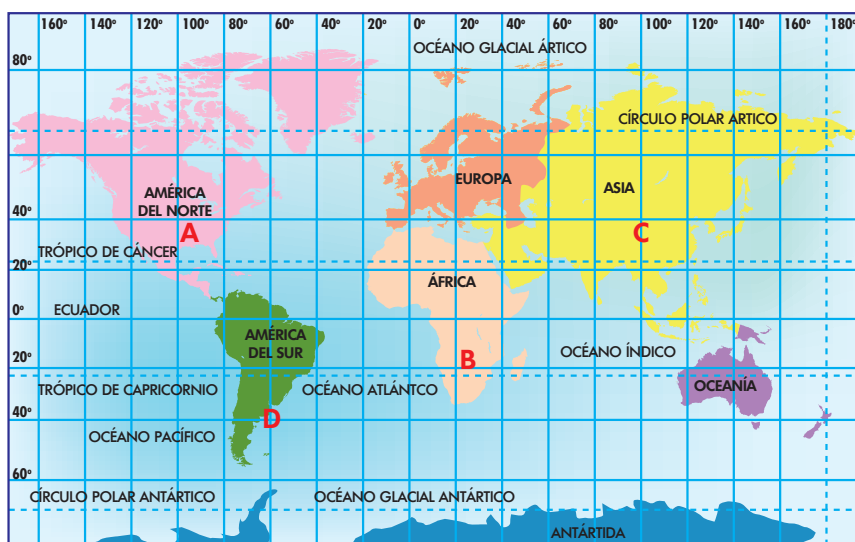 160° 140° 120° 100° 80° 60° 40° 20° 0° 20° 40° 60° 80° 100° 120° 140° 160° 180°
OCÉANO GLACIAL ÁRTICO
80°
CÍRCULO POLAR ARTICO
EUROPA
ASIA
AMÉRICA
DEL NORTE
40°
A
C
TRÓPICO DE CÁNCER
20°
ÁFRICA
0°
ECUADOR
AMÉRICA
DEL SUR
OCÉANO ÍNDICO
20°
B
TRÓPICO DE CAPRICORNIO
OCÉANO ATLÁNTCO
OCEANÍA
40°
D
OCÉANO PACÍFICO
60°
CÍRCULO POLAR ANTÁRTICO
OCÉANO GLACIAL ANTÁRTICO
ANTÁRTIDA